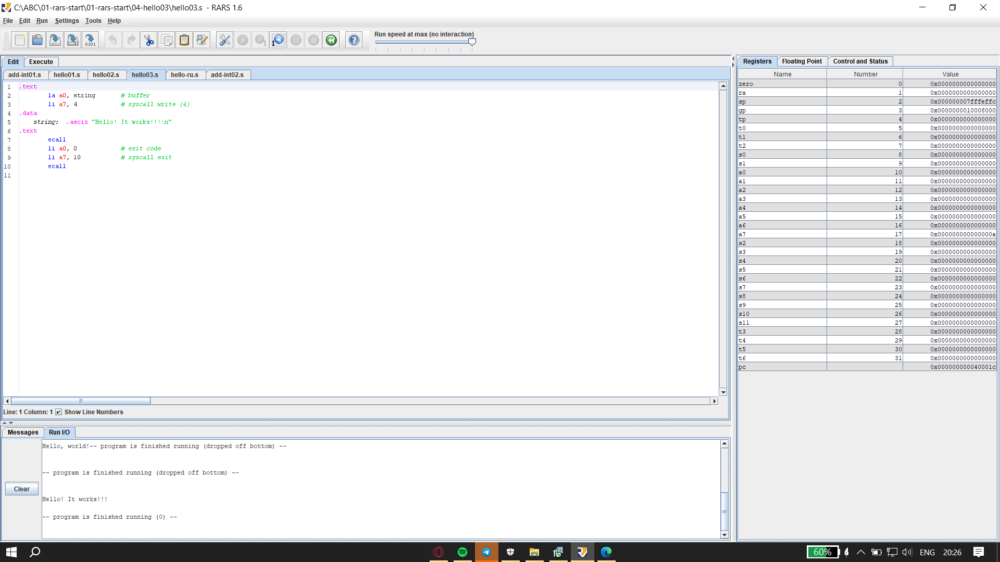 C:\ABC\01-rars-start\01-rars-start\04-hello03\hello03.s - RARS 1.6
File Edit Run Settings Tools Help
Run speed at max (no interaction)
Edit Execute
add-int01.s hello01.s hello02.s hello03.s hello-ru.s add-int02.s
1 .text
2 la a0, string # buffer
3 li a7, 4 # syscall write (4)
4 .data
5 string: .asciz "Hello! It works!!!\n"
6 .text
7 ecall
8 li a0, 0 # exit code
9 li a7, 10 # syscall exit
10 ecall
11
Line: 1 Column: 1 Show Line Numbers
Messages Run I/O
Hello, world!-- program is finished running (dropped off bottom) --
-- program is finished running (dropped off bottom) --
Hello! It works!!!
-- program is finished running (0) --
Clear
Registers Floating Point Control and Status
Name Number Value
zero 0 0x0000000000000000
ra 1 0x0000000000000000
sp 2 0x000000007fffeffc
gp 3 0x0000000010008000
tp 4 0x0000000000000000
t0 5 0x0000000000000000
t1 6 0x0000000000000000
t2 7 0x0000000000000000
s0 8 0x0000000000000000
s1 9 0x0000000000000000
a0 10 0x0000000000000000
a1 11 0x0000000000000000
a2 12 0x0000000000000000
a3 13 0x0000000000000000
a4 14 0x0000000000000000
a5 15 0x0000000000000000
a6 16 0x0000000000000000
a7 17 0x000000000000000a
s2 18 0x0000000000000000
s3 19 0x0000000000000000
s4 20 0x0000000000000000
s5 21 0x0000000000000000
s6 22 0x0000000000000000
s7 23 0x0000000000000000
s8 24 0x0000000000000000
s9 25 0x0000000000000000
s10 26 0x0000000000000000
s11 27 0x0000000000000000
t3 28 0x0000000000000000
t4 29 0x0000000000000000
t5 30 0x0000000000000000
t6 31 0x0000000000000000
pc 0x000000000040001c
60% ENG 20:26